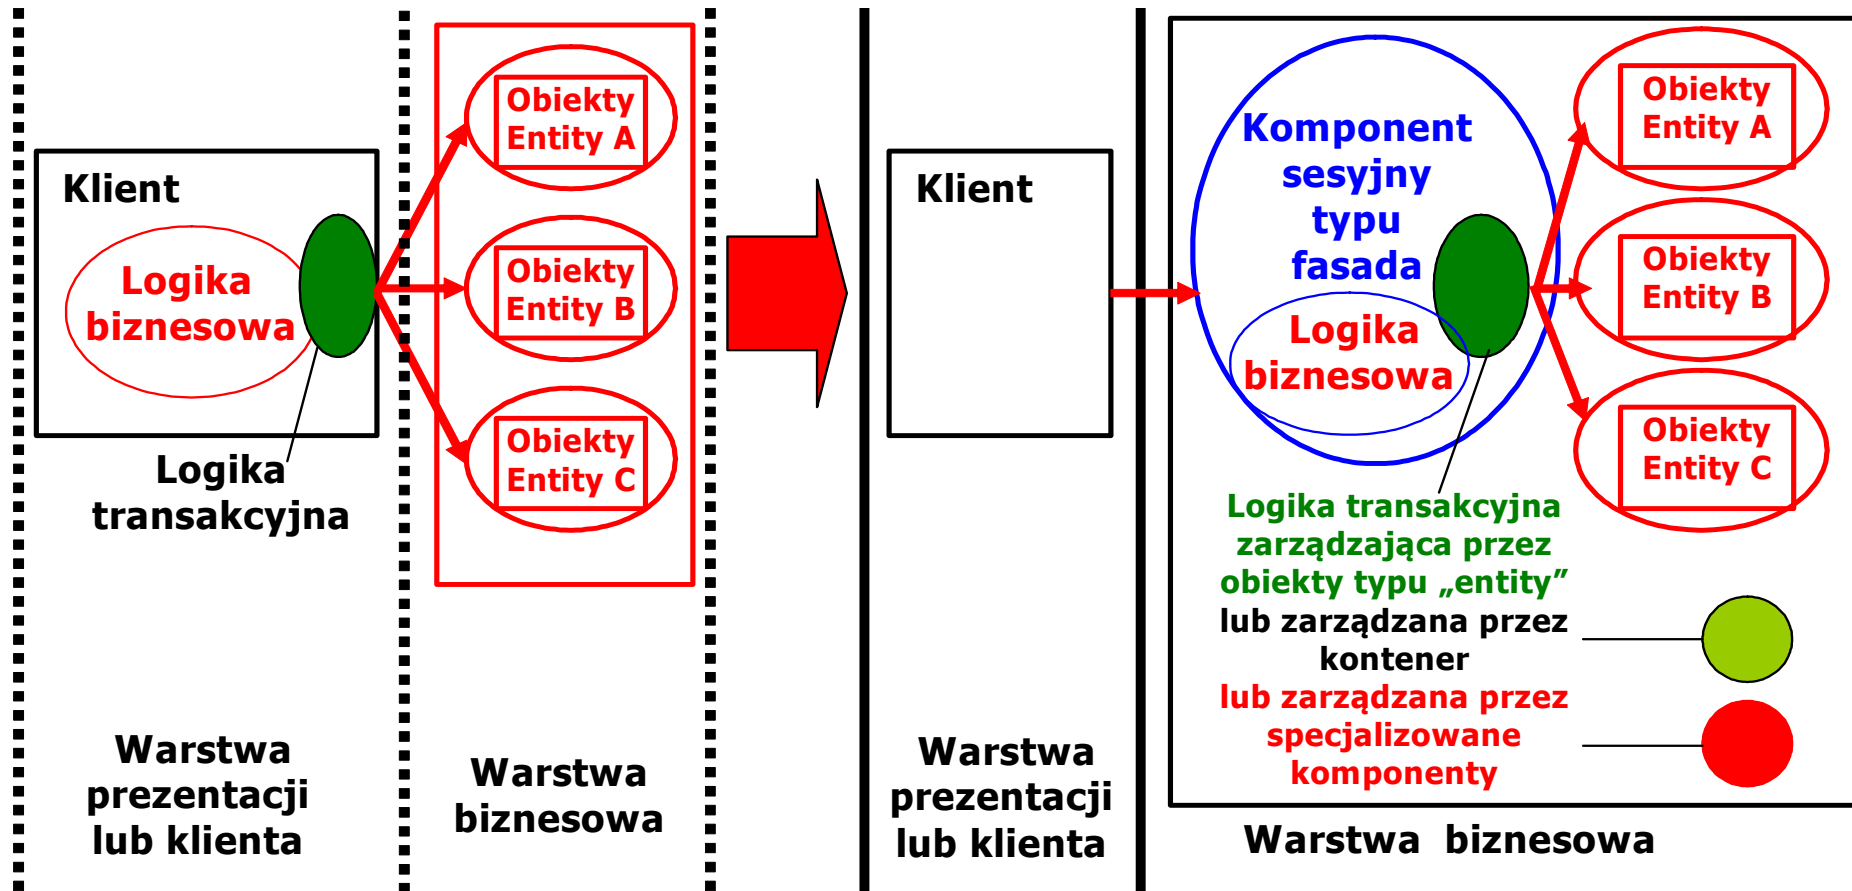 Klient
Logika
biznesowa
Logika
transakcyjna
Warstwa
prezentacji
lub klienta
Obiekty
Entity A
Obiekty
Entity B
Obiekty
Entity C
Warstwa
biznesowa
Klient
Warstwa
prezentacji
lub klienta
Komponent
sesyjny
typu
fasada
Logika
biznesowa
Obiekty
Entity A
Obiekty
Entity B
Obiekty
Entity C
Logika transakcyjna
zarządzająca przez
obiekty typu „entity”
lub zarządzana przez
kontener
lub zarządzana przez
specjalizowane
komponenty
Warstwa biznesowa